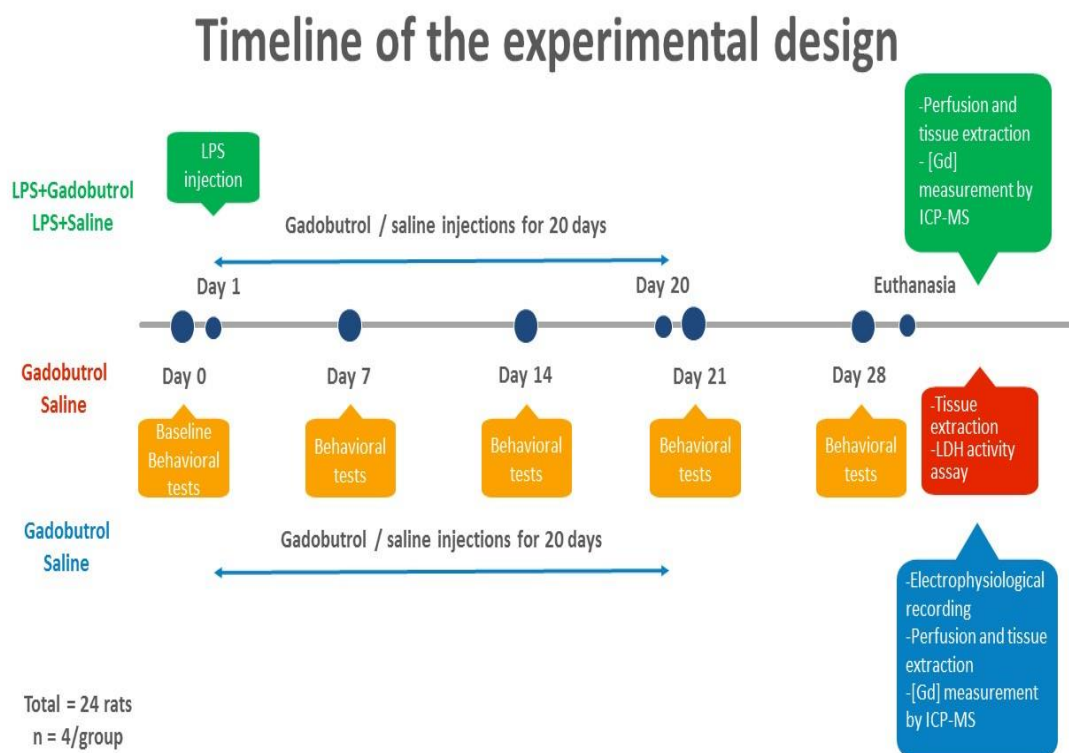 Timeline of the experimental design
LPS+Gadobutrol
LPS+Saline
LPS
injection
Gadobutrol / saline injections for 20 days
-Perfusion and
tissue extraction
- [Gd]
measurement by
ICP-MS
Day 1
Day 20
Euthanasia
Gadobutrol
Saline
Day 0
Day 7
Day 14
Day 21
Day 28
Baseline
Behavioral
tests
Behavioral
tests
Behavioral
tests
Behavioral
tests
Behavioral
tests
-Tissue
extraction
-LDH activity
assay
Gadobutrol
Saline
Gadobutrol / saline injections for 20 days
-Electrophysiological
recording
-Perfusion and tissue
extraction
-[Gd] measurement
by ICP-MS
Total = 24 rats
n = 4/group